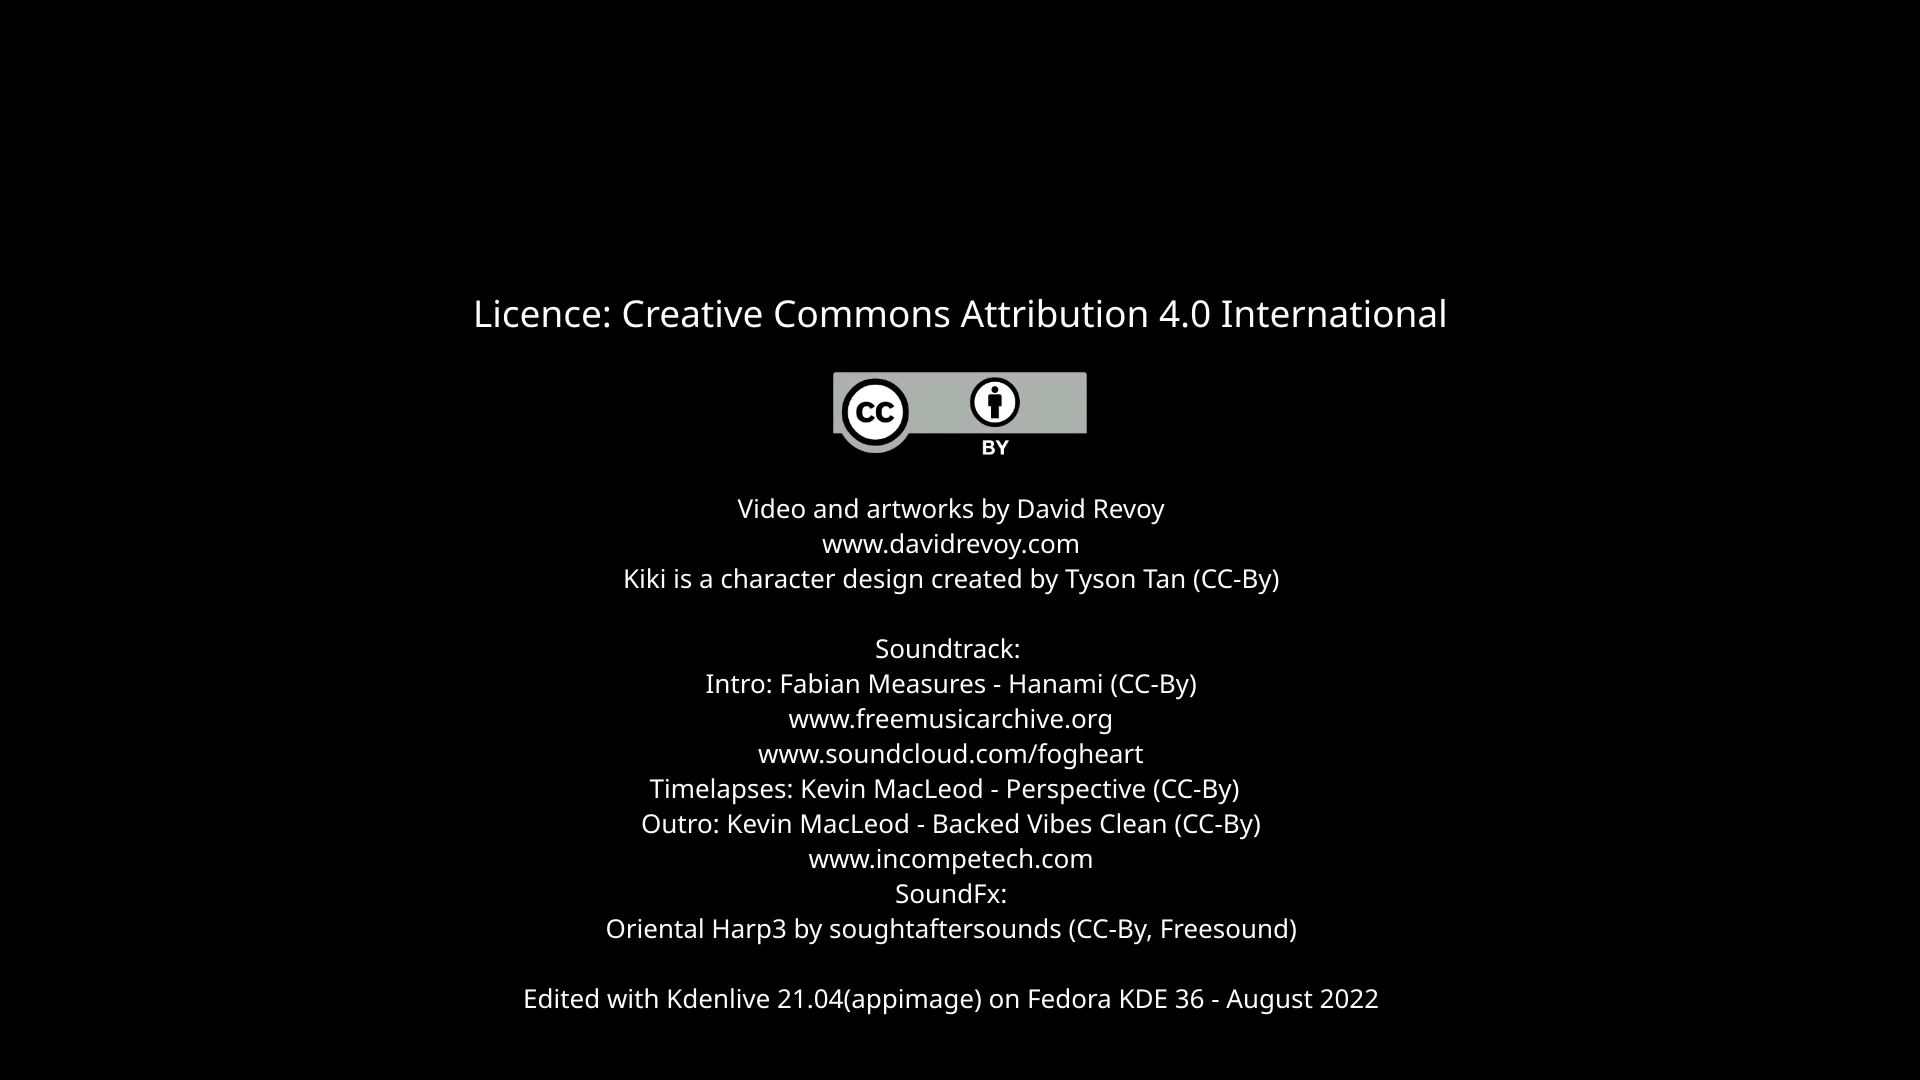 Licence: Creative Commons Attribution 4.0 International
CC
BY
Video and artworks by David Revoy
www.davidrevoy.com
Kiki is a character design created by Tyson Tan (CC-By)
Soundtrack:
Intro: Fabian Measures - Hanami (CC-By)
www.freemusicarchive.org
www.soundcloud.com/fogheart
Timelapses: Kevin MacLeod - Perspective (CC-By)
Outro: Kevin MacLeod - Backed Vibes Clean (CC-By)
www.incompetech.com
SoundFx:
Oriental Harp3 by soughtaftersounds (CC-By, Freesound)
Edited with Kdenlive 21.04(appimage) on Fedora KDE 36 - August 2022